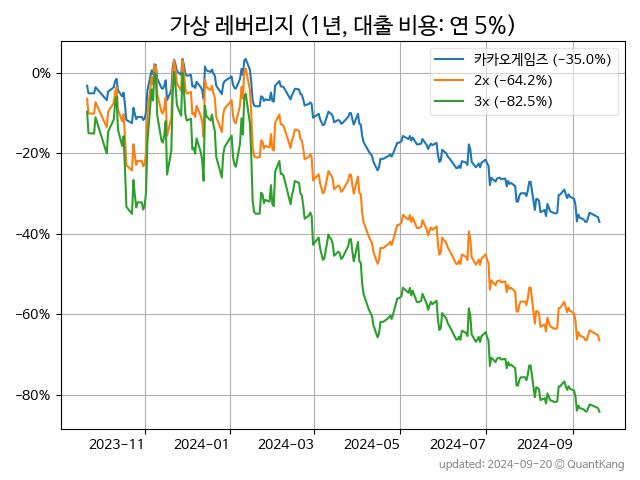 가상 레버리지 (1년, 대출 비용: 연 5%)
카카오게임즈 (−35.0%)
2x (−64.2%)
3x (−82.5%)
0%
−20%
−40%
−60%
−80%
2023−11 2024−01 2024−03 2024−05 2024−07 2024−09
updated: 2024−09−20 © QuantKang